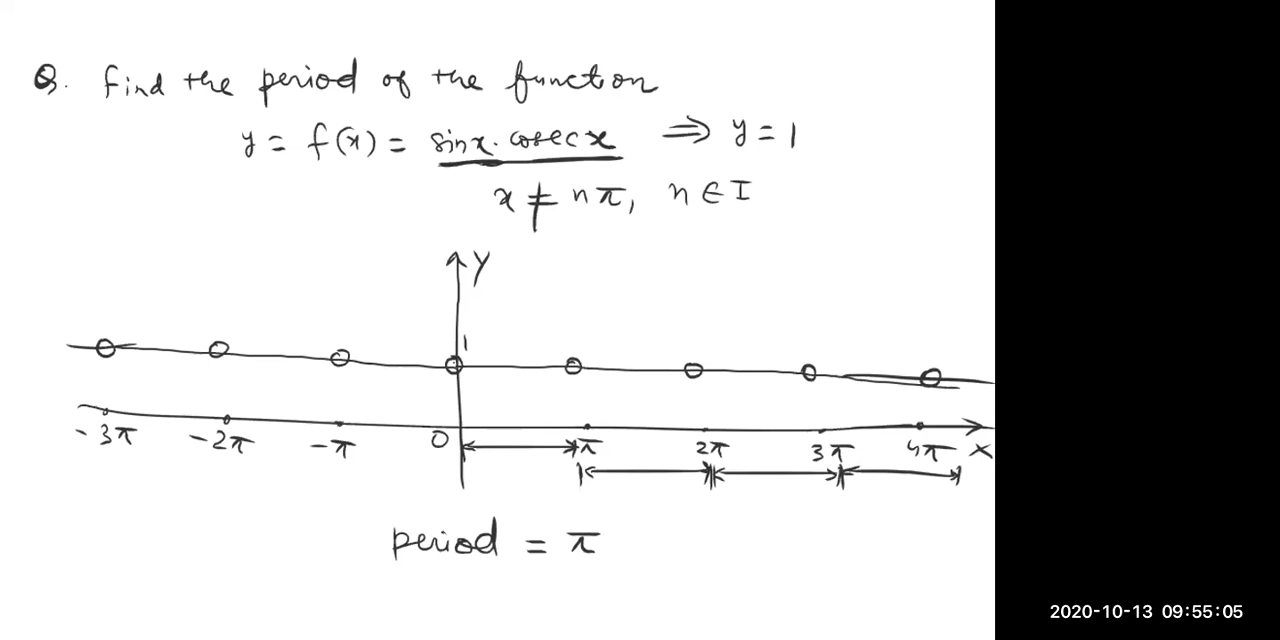 Q. Find the period of the function
y = f(x) = sinx. cosec x ⇒ y = 1
x ≠ nπ, n ∈ I
Y
1
-3π -2π -π 0 π 2π 3π 4π x
period = π
2020-10-13 09:55:05